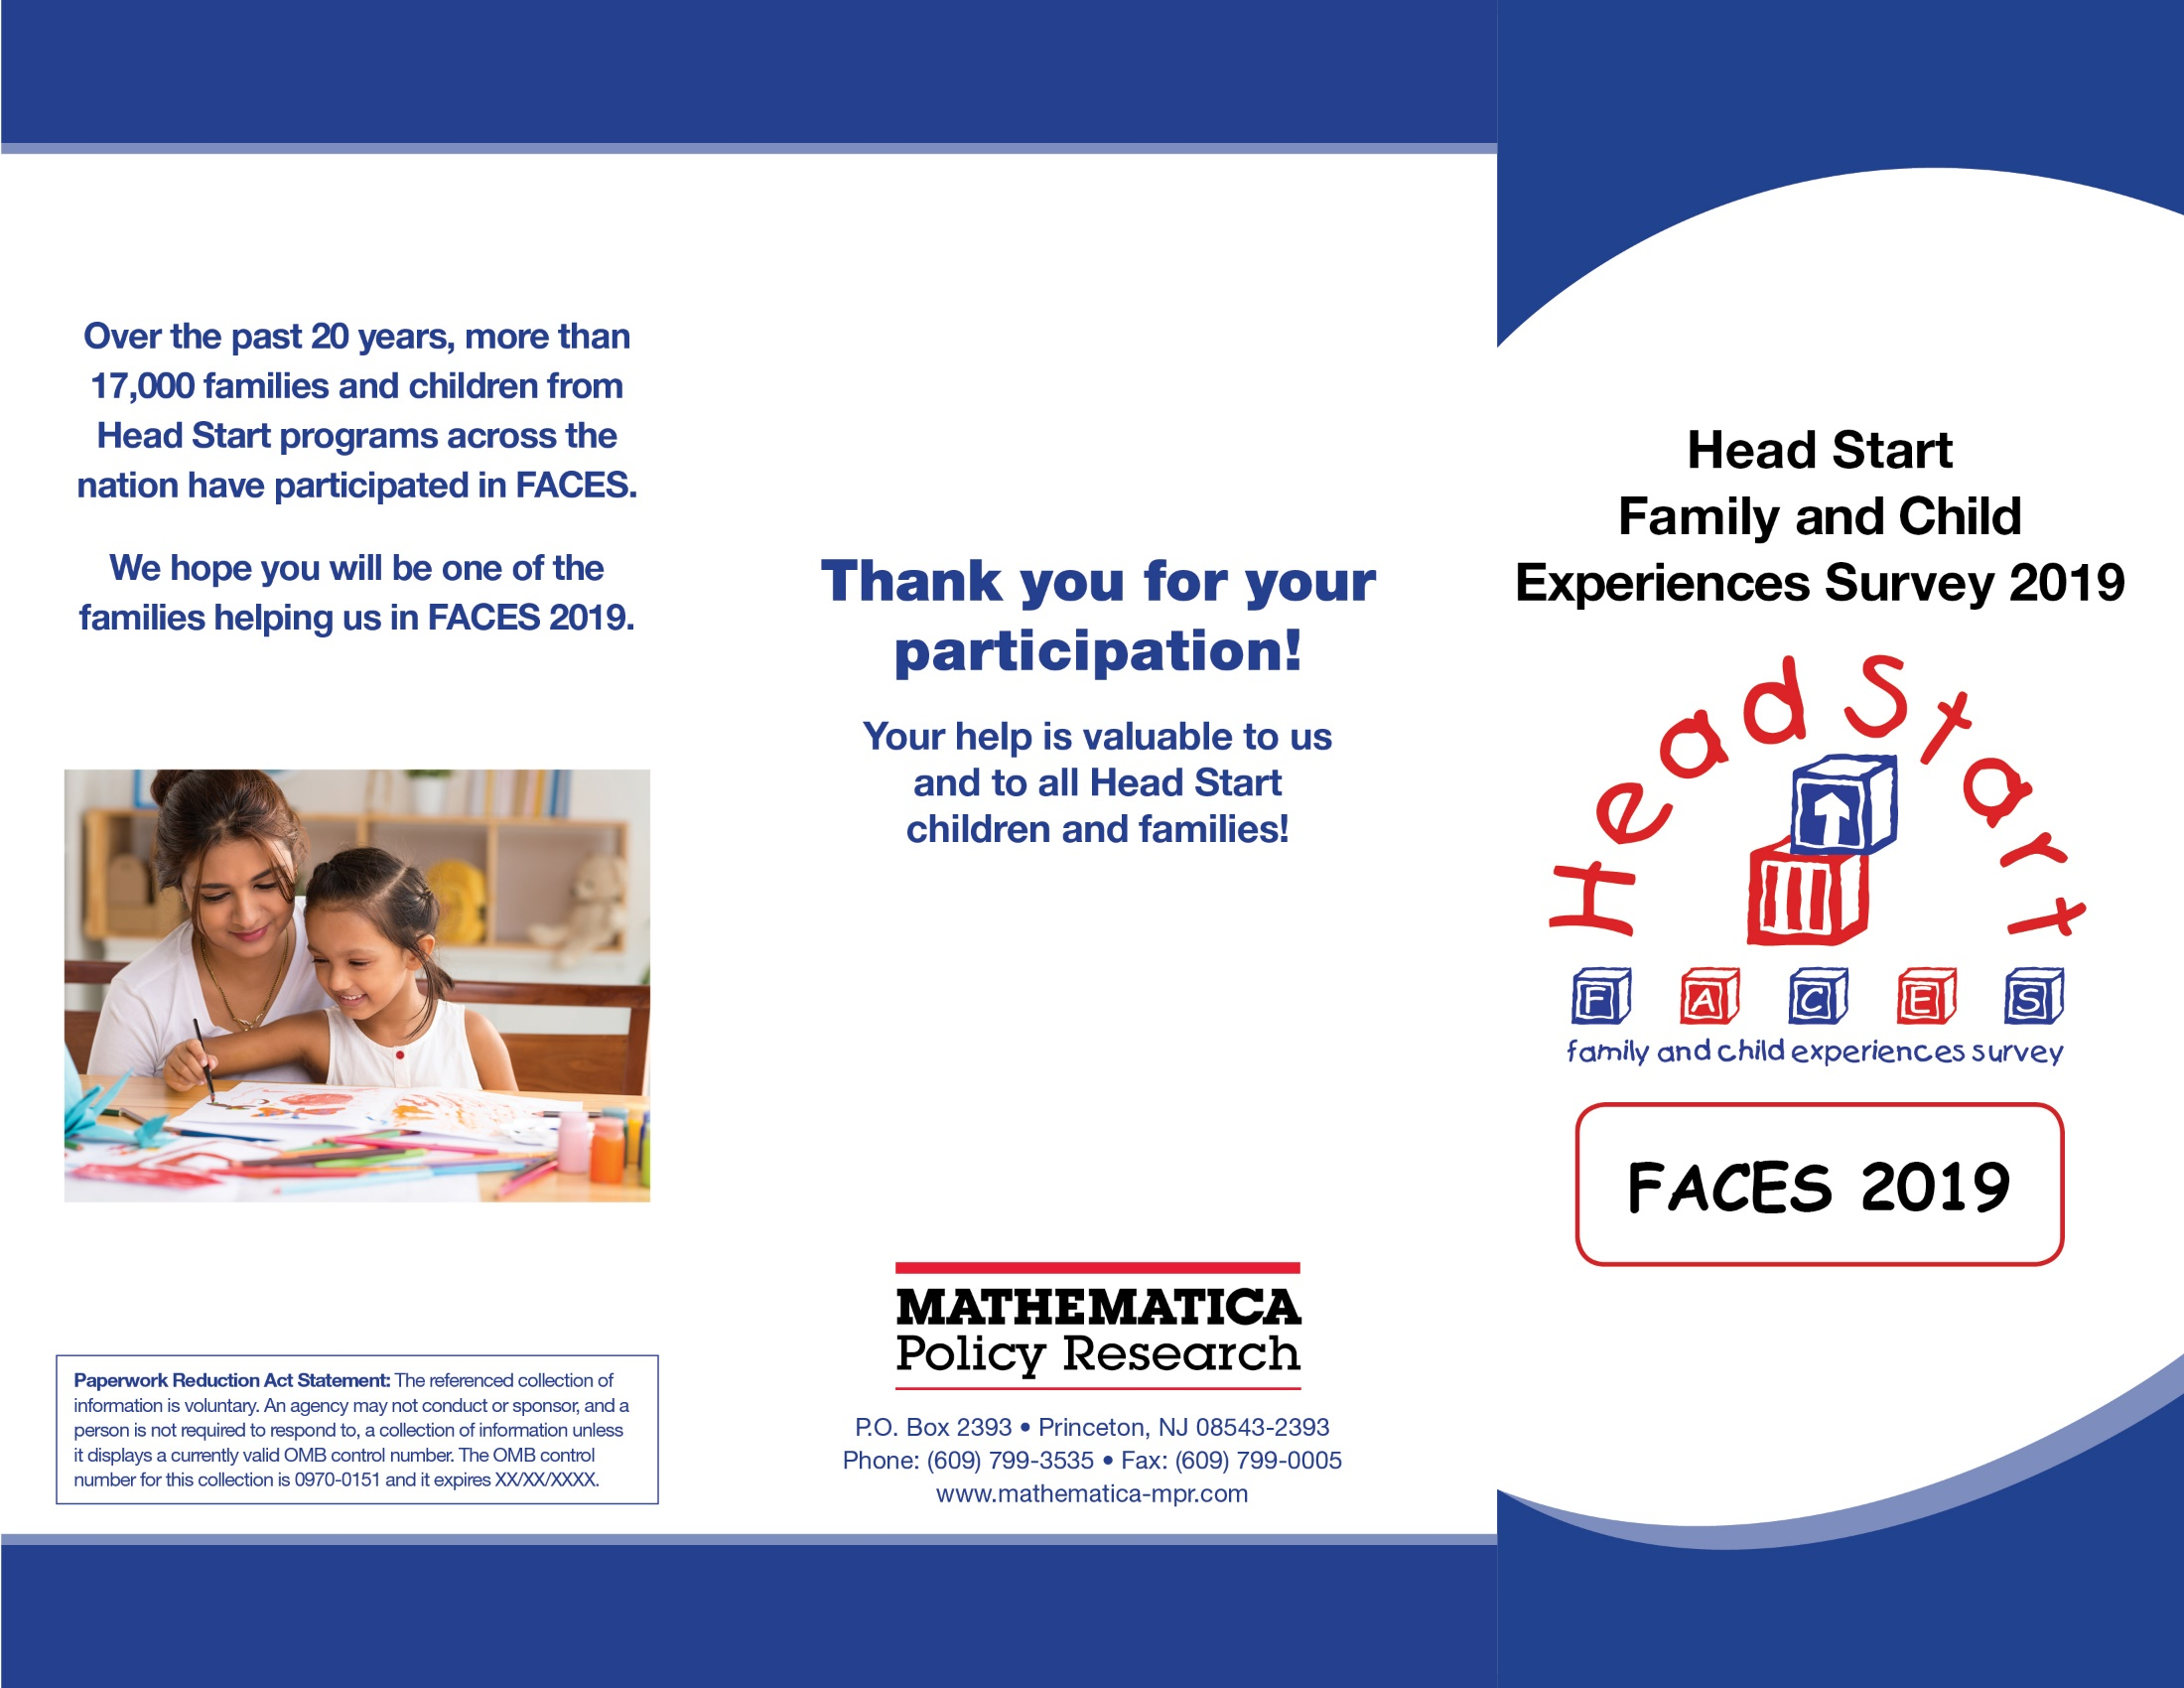 Over the past 20 years, more than
17,000 families and children from
Head Start programs across the
nation have participated in FACES.
We hope you will be one of the
families helping us in FACES 2019.
Paperwork Reduction Act Statement: The referenced collection of
information is voluntary. An agency may not conduct or sponsor, and a
person is not required to respond to, a collection of information unless
it displays a currently valid OMB control number. The OMB control
number for this collection is 0970-0151 and it expires XX/XX/XXXX.
Thank you for your
participation!
Your help is valuable to us
and to all Head Start
children and families!
MATHEMATICA
Policy Research
P.O. Box 2393 • Princeton, NJ 08543-2393
Phone: (609) 799-3535 • Fax: (609) 799-0005
www.mathematica-mpr.com
Head Start
Family and Child
Experiences Survey 2019
Head Start
F A C E S
family and child experiences survey
FACES 2019